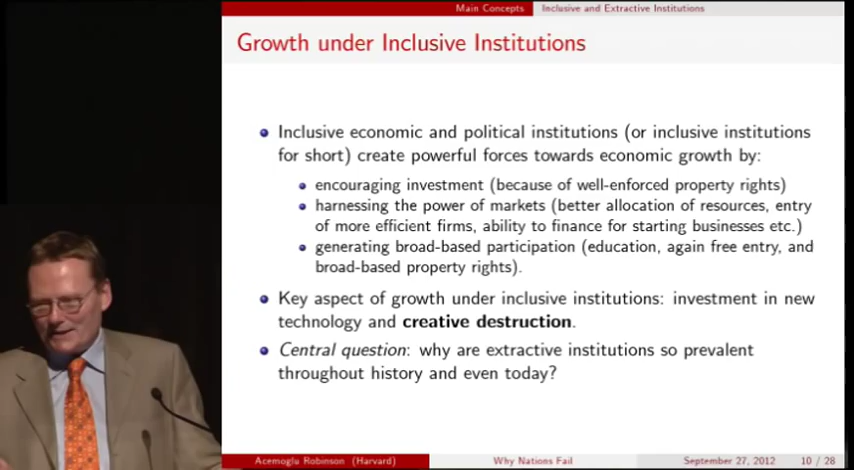 Main Concepts Inclusive and Extractive Institutions
Growth under Inclusive Institutions
Inclusive economic and political institutions (or inclusive institutions
for short) create powerful forces towards economic growth by:
encouraging investment (because of well-enforced property rights)
harnessing the power of markets (better allocation of resources, entry
of more efficient firms, ability to finance for starting businesses etc.)
generating broad-based participation (education, again free entry, and
broad-based property rights).
Key aspect of growth under inclusive institutions: investment in new
technology and creative destruction.
Central question: why are extractive institutions so prevalent
throughout history and even today?
Acemoglu Robinson (Harvard) Why Nations Fail September 27, 2012 10 / 28